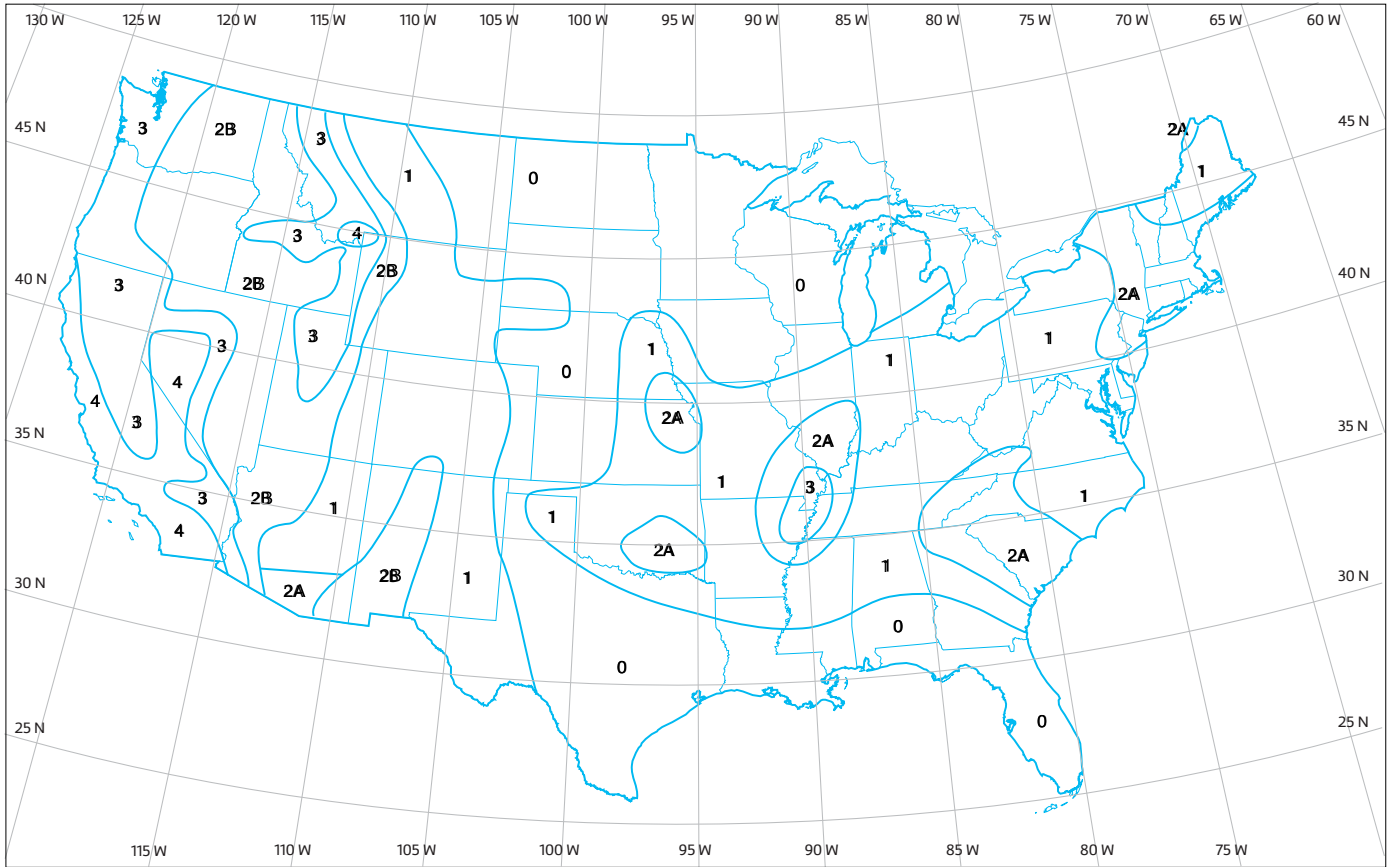 130 W 125 W 120 W 115 W 110 W 105 W 100 W 95 W 90 W 85 W 80 W 75 W 70 W 65 W 60 W
45 N 3 2B 3 2A 45 N
1 0 1
3 4
40 N 3 2B 2B 0 2A 40 N
3 3 1 1 1
4 0
35 N 4 3 2A 2A 35 N
3 2B 1 1 3 1
4 1
2A 1 2A
30 N 2A 2B 1 30 N
0
0
25 N 0 25 N
115 W 110 W 105 W 100 W 95 W 90 W 85 W 80 W 75 W